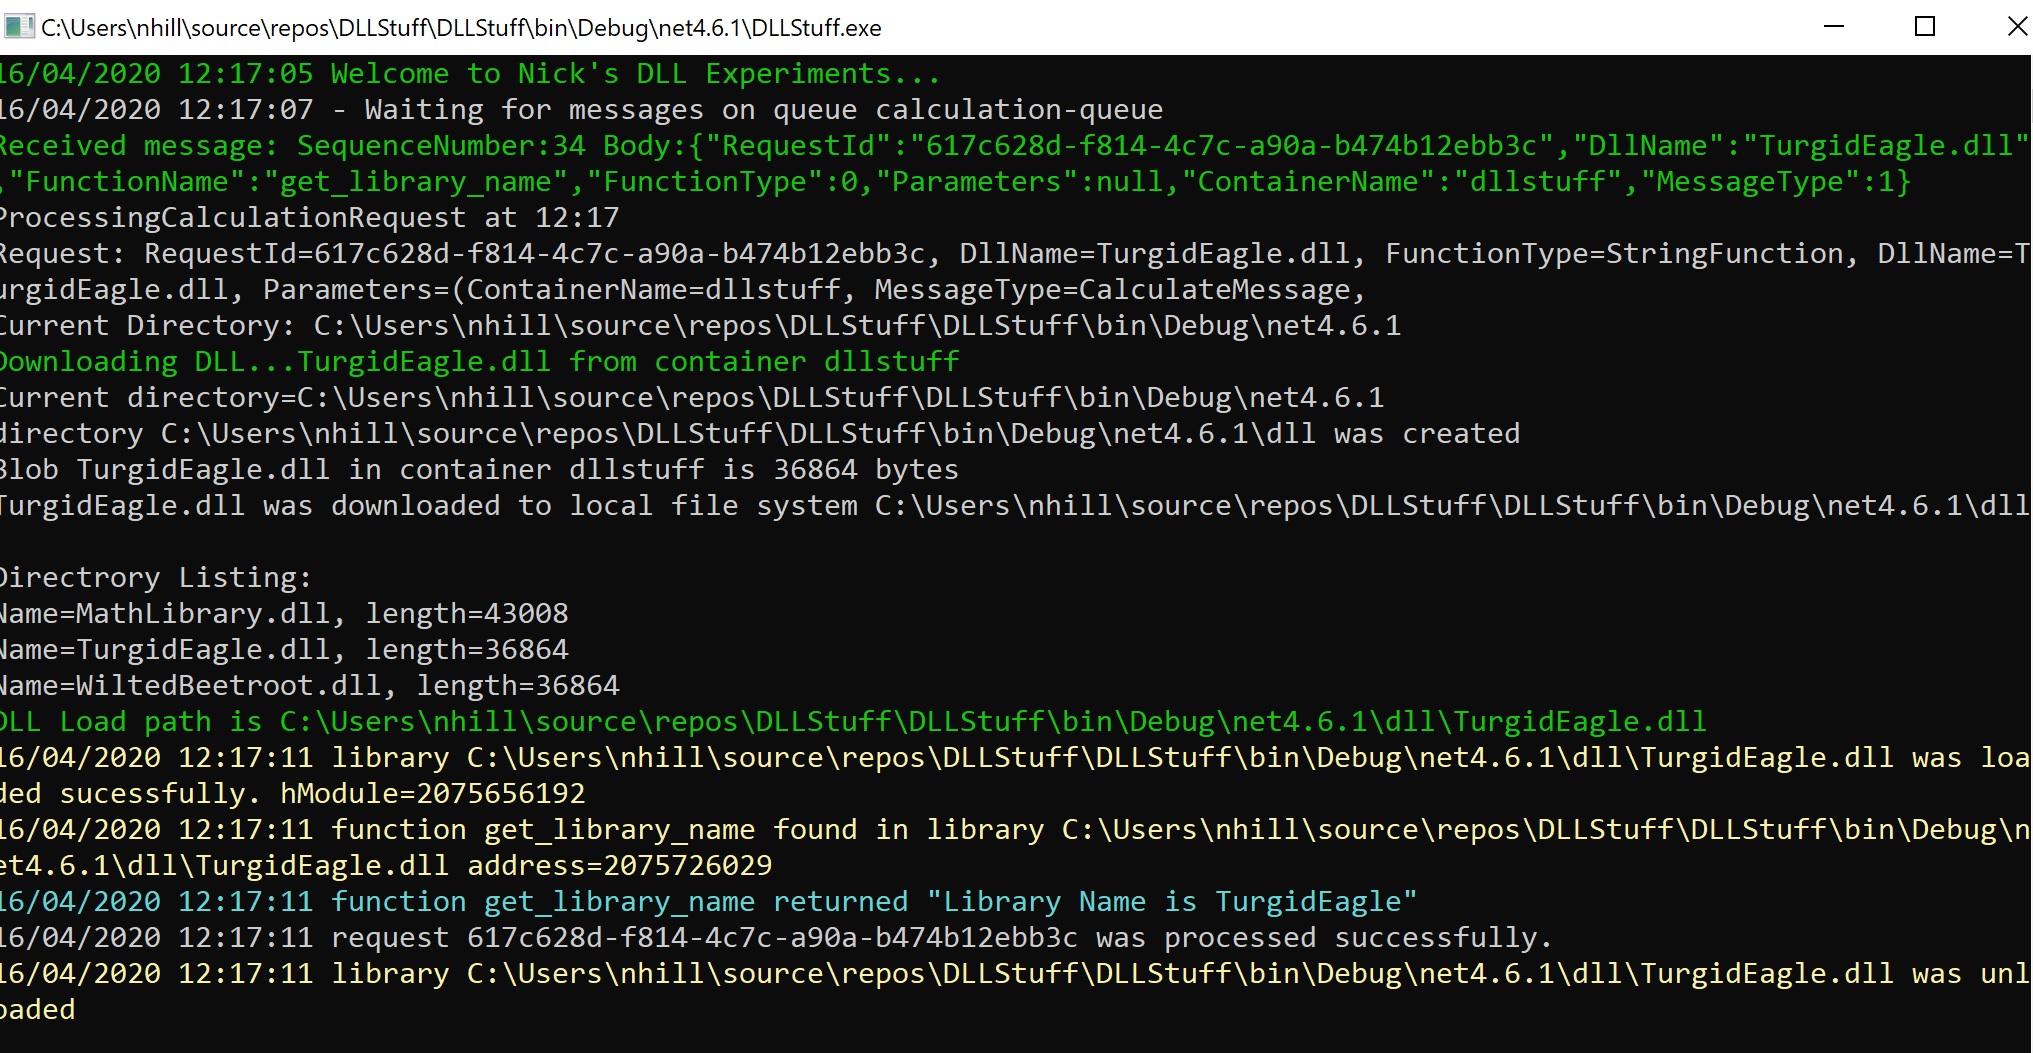 C:\Users\nhill\source\repos\DLLStuff\DLLStuff\bin\Debug\net4.6.1\DLLStuff.exe
16/04/2020 12:17:05 Welcome to Nick's DLL Experiments...
16/04/2020 12:17:07 - Waiting for messages on queue calculation-queue
Received message: SequenceNumber:34 Body:{"RequestId":"617c628d-f814-4c7c-a90a-b474b12ebb3c","DllName":"TurgidEagle.dll"
,"FunctionName":"get_library_name","FunctionType":0,"Parameters":null,"ContainerName":"dllstuff","MessageType":1}
ProcessingCalculationRequest at 12:17
Request: RequestId=617c628d-f814-4c7c-a90a-b474b12ebb3c, DllName=TurgidEagle.dll, FunctionType=StringFunction, DllName=T
urgidEagle.dll, Parameters=(ContainerName=dllstuff, MessageType=CalculateMessage,
Current Directory: C:\Users\nhill\source\repos\DLLStuff\DLLStuff\bin\Debug\net4.6.1
Downloading DLL...TurgidEagle.dll from container dllstuff
Current directory=C:\Users\nhill\source\repos\DLLStuff\DLLStuff\bin\Debug\net4.6.1
directory C:\Users\nhill\source\repos\DLLStuff\DLLStuff\bin\Debug\net4.6.1\dll was created
Blob TurgidEagle.dll in container dllstuff is 36864 bytes
TurgidEagle.dll was downloaded to local file system C:\Users\nhill\source\repos\DLLStuff\DLLStuff\bin\Debug\net4.6.1\dll
Directrory Listing:
Name=MathLibrary.dll, length=43008
Name=TurgidEagle.dll, length=36864
Name=WiltedBeetroot.dll, length=36864
DLL Load path is C:\Users\nhill\source\repos\DLLStuff\DLLStuff\bin\Debug\net4.6.1\dll\TurgidEagle.dll
16/04/2020 12:17:11 library C:\Users\nhill\source\repos\DLLStuff\DLLStuff\bin\Debug\net4.6.1\dll\TurgidEagle.dll was loa
ded sucessfully. hModule=2075656192
16/04/2020 12:17:11 function get_library_name found in library C:\Users\nhill\source\repos\DLLStuff\DLLStuff\bin\Debug\n
et4.6.1\dll\TurgidEagle.dll address=2075726029
16/04/2020 12:17:11 function get_library_name returned "Library Name is TurgidEagle"
16/04/2020 12:17:11 request 617c628d-f814-4c7c-a90a-b474b12ebb3c was processed successfully.
16/04/2020 12:17:11 library C:\Users\nhill\source\repos\DLLStuff\DLLStuff\bin\Debug\net4.6.1\dll\TurgidEagle.dll was unl
oaded